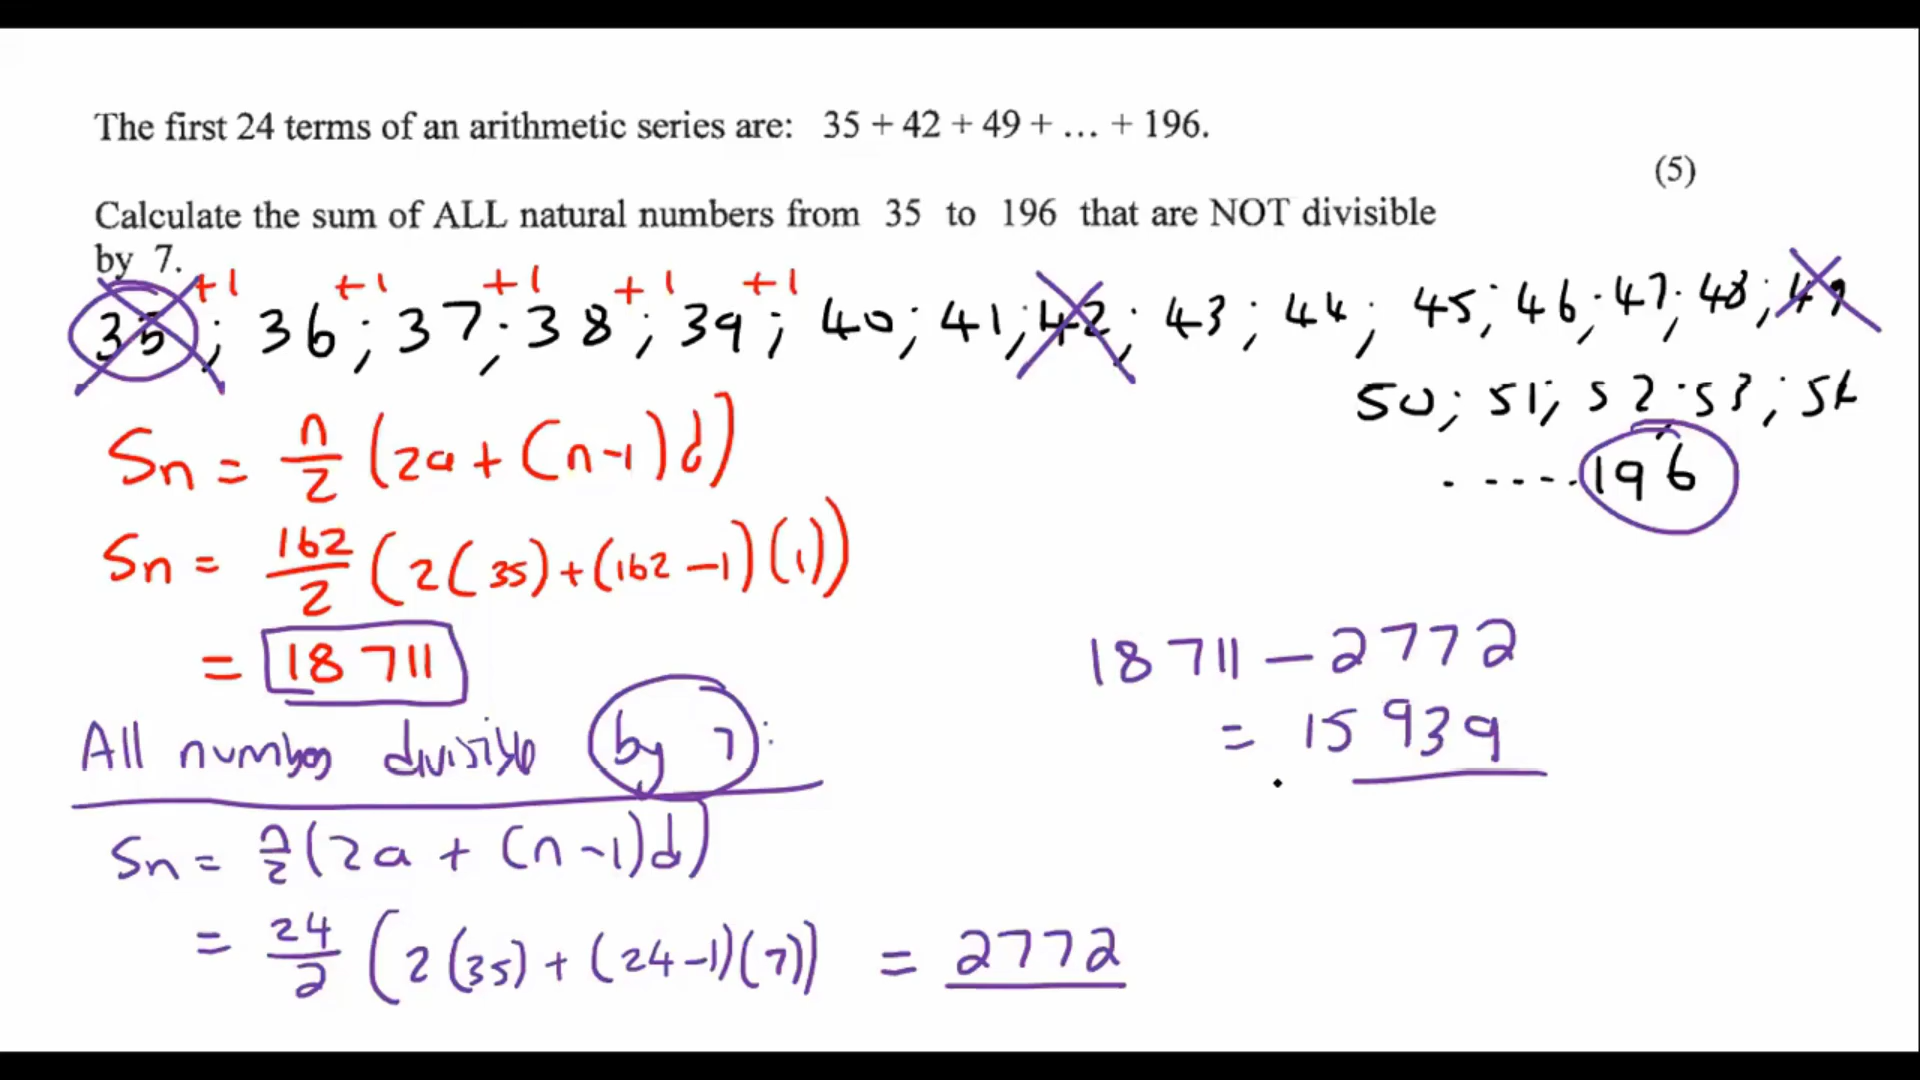 The first 24 terms of an arithmetic series are: 35 + 42 + 49 + … + 196.
(5)
Calculate the sum of ALL natural numbers from 35 to 196 that are NOT divisible
by 7.
+1 +1 +1 +1 +1
35; 36; 37; 38; 39; 40; 41; 42; 43; 44; 45; 46; 47; 48; 49
50; 51; 52; 53; 54
.....196
Sn = n/2 (2a + (n-1)d)
Sn = 162/2 (2(35) + (162-1)(1))
= 18 711
All numbers divisible by 7:
Sn = n/2 (2a + (n-1)d)
= 24/2 (2(35) + (24-1)(7)) = 2772
18 711 - 2772
= 15 939